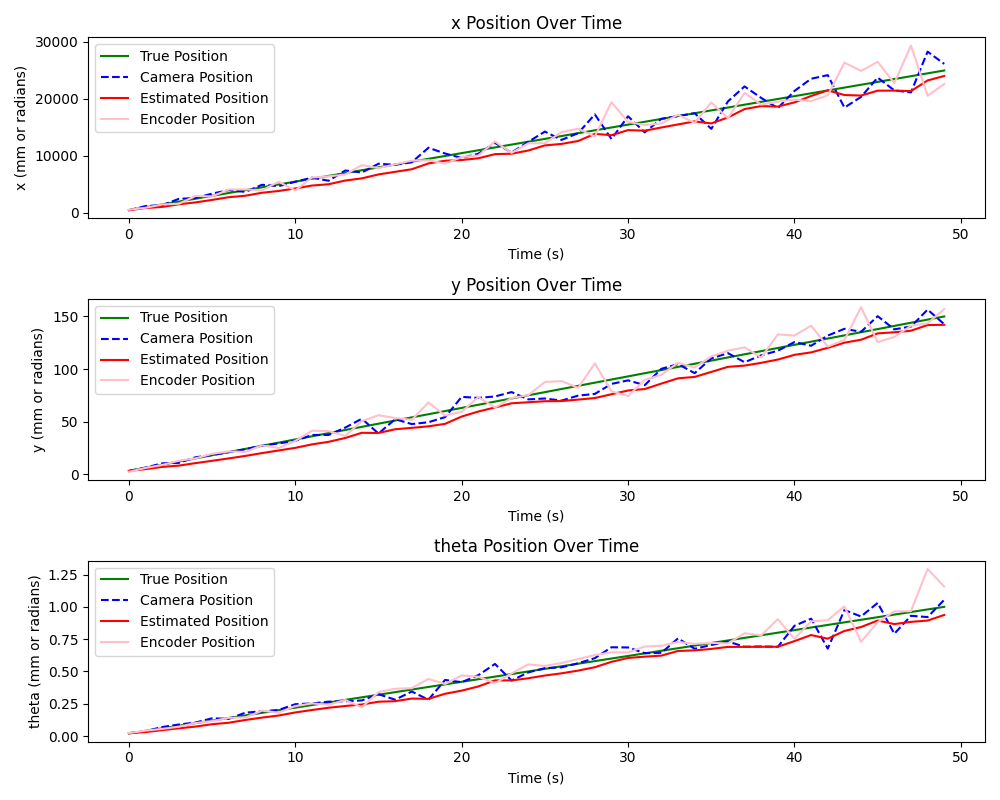 x Position Over Time
x (mm or radians)
30000
20000
10000
0
True Position
Camera Position
Estimated Position
Encoder Position
0 10 20 30 40 50
Time (s)
y Position Over Time
y (mm or radians)
150
100
50
0
True Position
Camera Position
Estimated Position
Encoder Position
0 10 20 30 40 50
Time (s)
theta Position Over Time
theta (mm or radians)
1.25
1.00
0.75
0.50
0.25
0.00
True Position
Camera Position
Estimated Position
Encoder Position
0 10 20 30 40 50
Time (s)